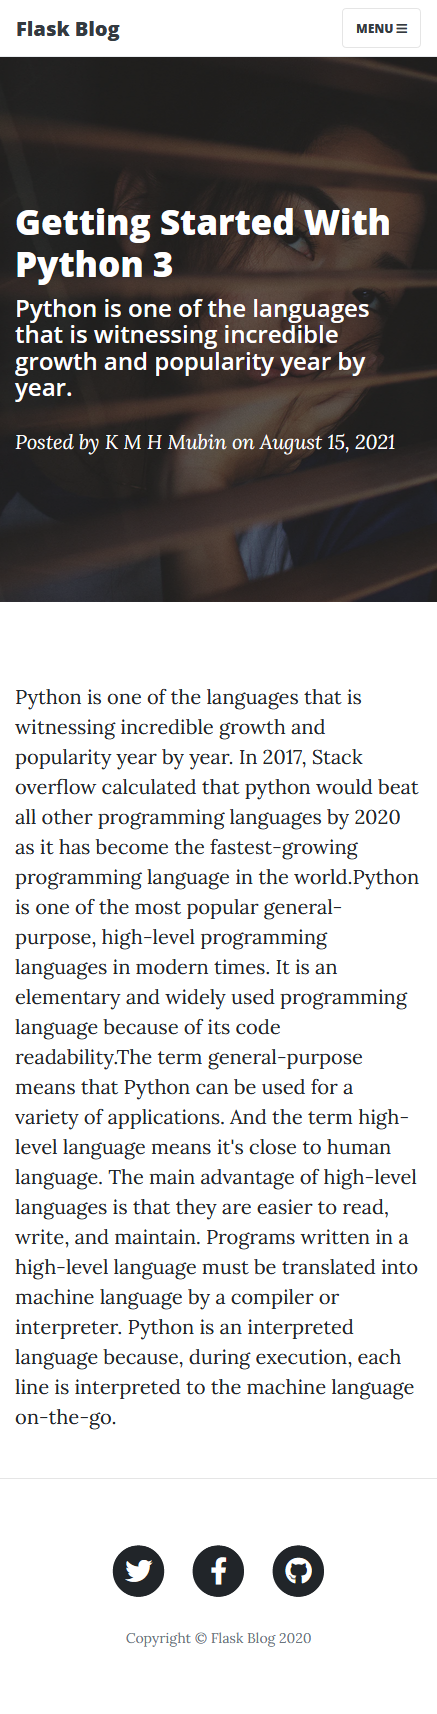 Flask Blog
MENU
Getting Started With
Python 3
Python is one of the languages
that is witnessing incredible
growth and popularity year by
year.
Posted by K M H Mubin on August 15, 2021
Python is one of the languages that is
witnessing incredible growth and
popularity year by year. In 2017, Stack
overflow calculated that python would beat
all other programming languages by 2020
as it has become the fastest-growing
programming language in the world.Python
is one of the most popular general-
purpose, high-level programming
languages in modern times. It is an
elementary and widely used programming
language because of its code
readability.The term general-purpose
means that Python can be used for a
variety of applications. And the term high-
level language means it's close to human
language. The main advantage of high-level
languages is that they are easier to read,
write, and maintain. Programs written in a
high-level language must be translated into
machine language by a compiler or
interpreter. Python is an interpreted
language because, during execution, each
line is interpreted to the machine language
on-the-go.
Copyright © Flask Blog 2020